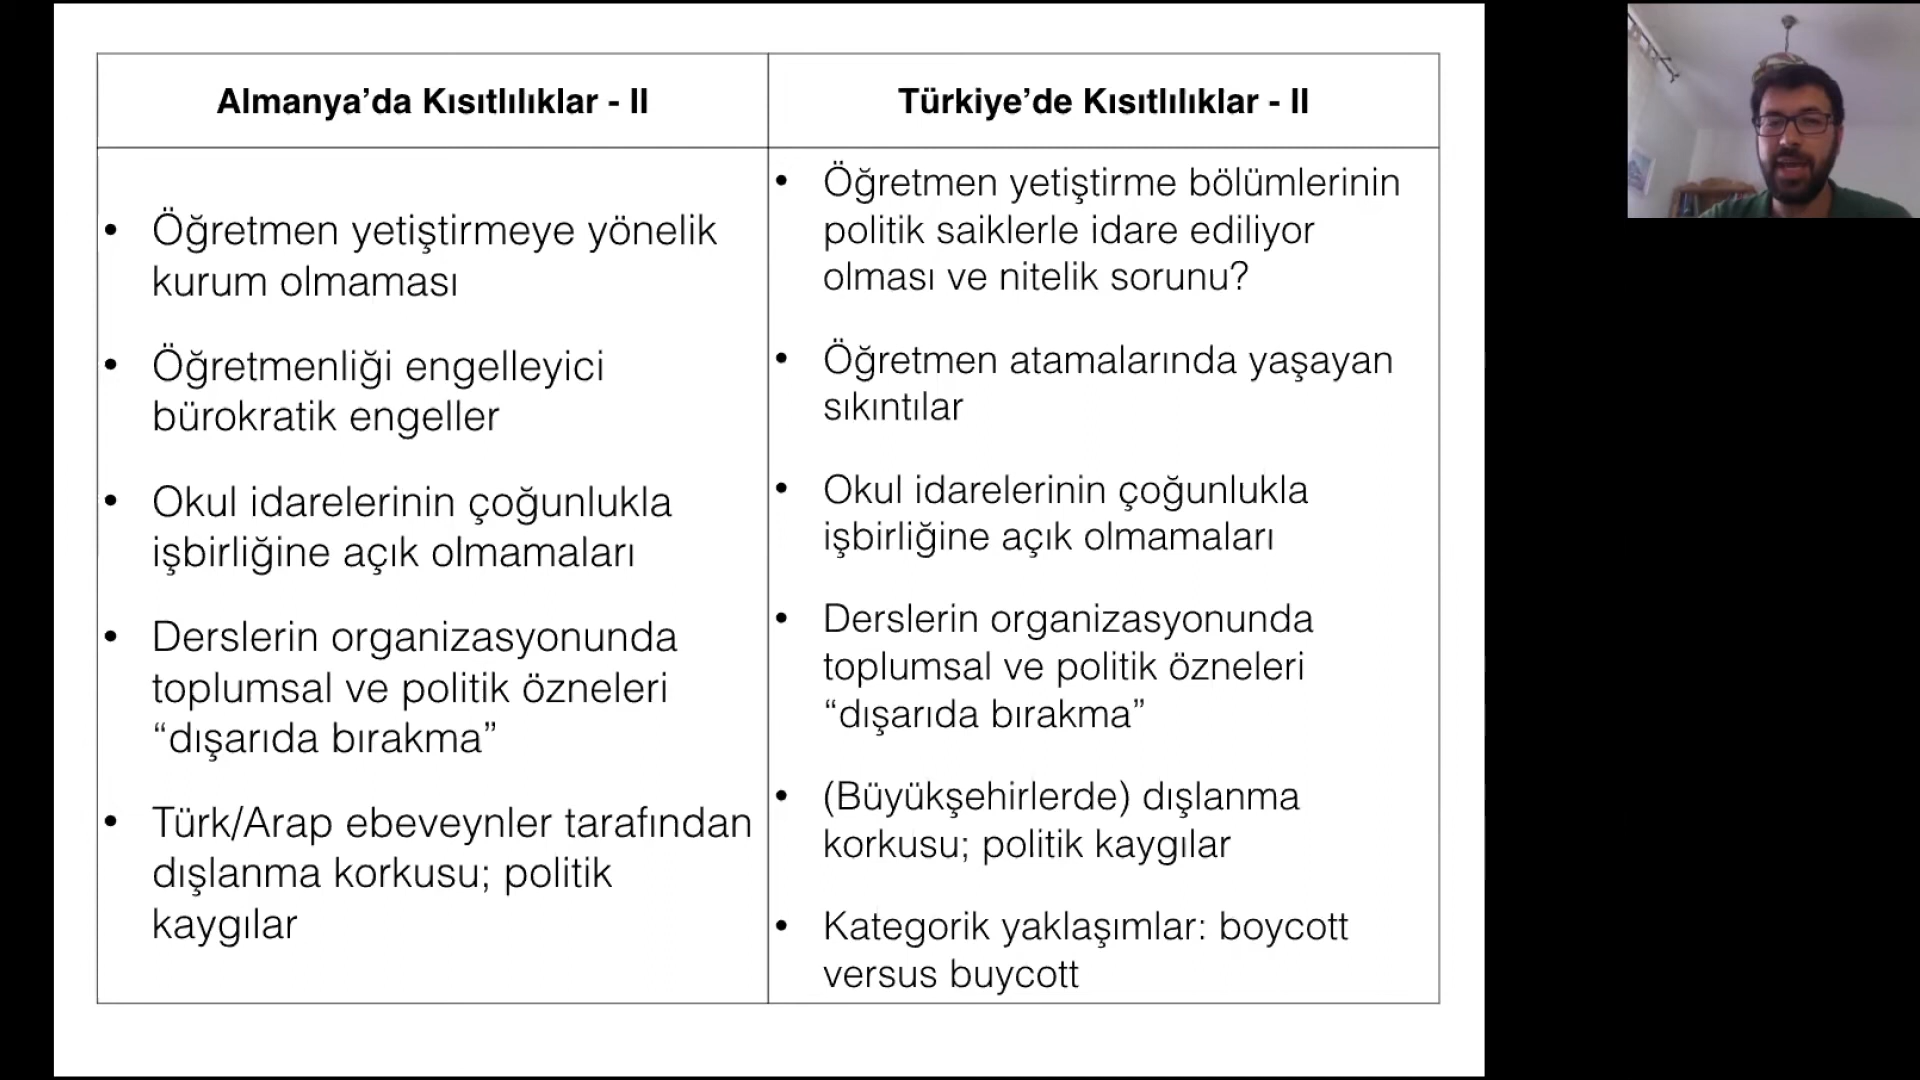 Almanya’da Kısıtlılıklar - II
• Öğretmen yetiştirmeye yönelik
kurum olmaması
• Öğretmenliği engelleyici
bürokratik engeller
• Okul idarelerinin çoğunlukla
işbirliğine açık olmamaları
• Derslerin organizasyonunda
toplumsal ve politik özneleri
“dışarıda bırakma”
• Türk/Arap ebeveynler tarafından
dışlanma korkusu; politik
kaygılar
Türkiye’de Kısıtlılıklar - II
• Öğretmen yetiştirme bölümlerinin
politik saiklerle idare ediliyor
olması ve nitelik sorunu?
• Öğretmen atamalarında yaşayan
sıkıntılar
• Okul idarelerinin çoğunlukla
işbirliğine açık olmamaları
• Derslerin organizasyonunda
toplumsal ve politik özneleri
“dışarıda bırakma”
• (Büyükşehirlerde) dışlanma
korkusu; politik kaygılar
• Kategorik yaklaşımlar: boycott
versus buycott